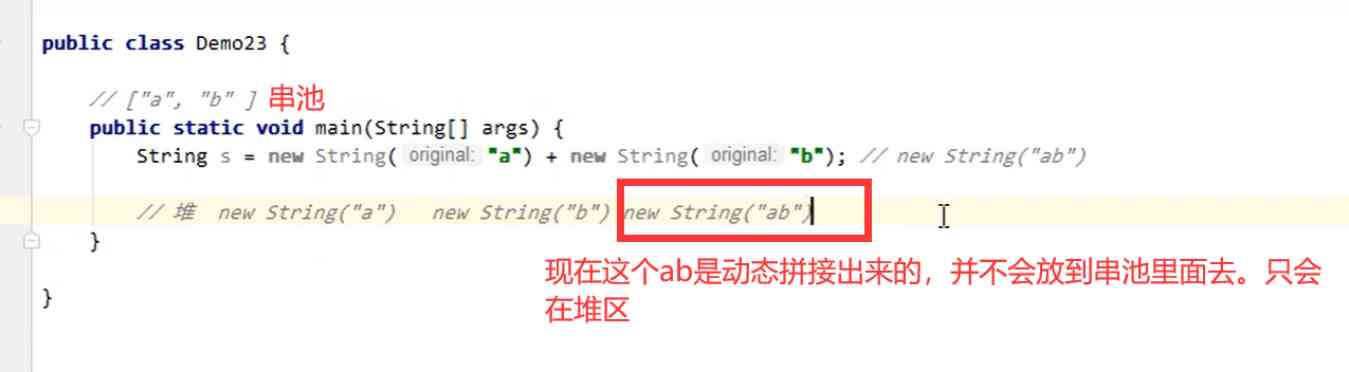 public class Demo23 {
// ["a", "b" ] 串池
public static void main(String[] args) {
String s = new String( original: "a") + new String( original: "b"); // new String("ab")
// 堆 new String("a") new String("b") new String("ab")
}
现在这个ab是动态拼接出来的，并不会放到串池里面去。只会
在堆区
}